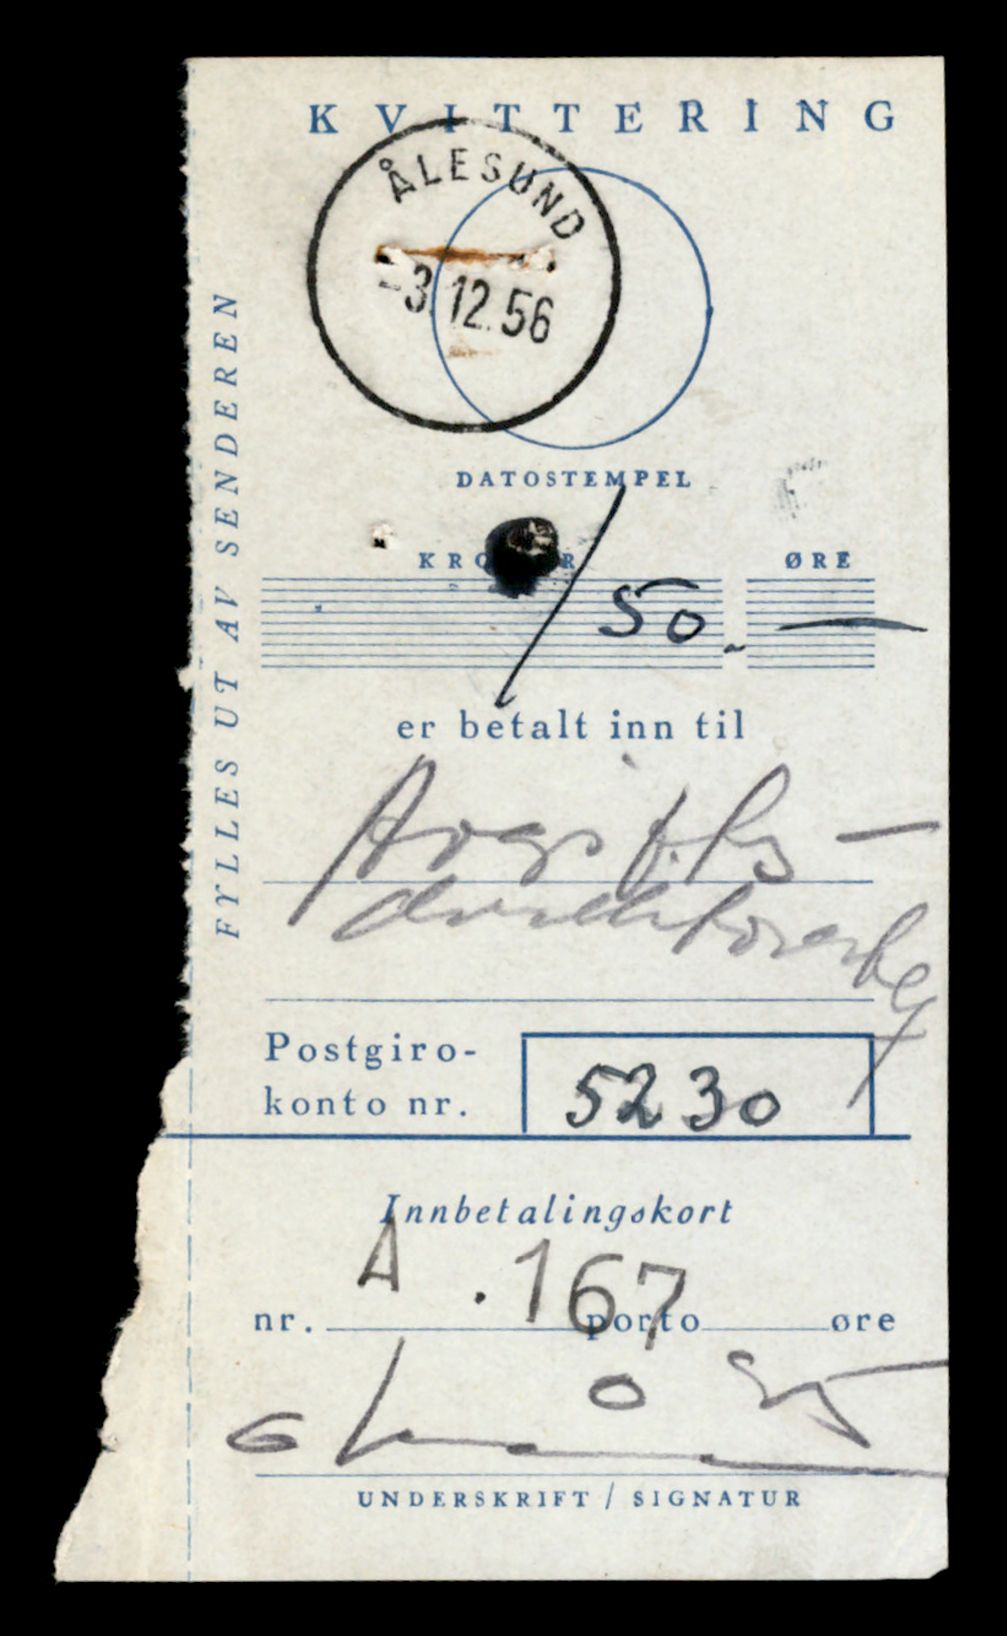 KVITTERING
ÅLESUND
-3.12.56
DATOSTEMPEL
KRONER ØRE
/ 50.—
er betalt inn til
Postgiro-
konto nr. 5230
Innbetalingskort
A .167
nr. porto øre
UNDERSKRIFT / SIGNATUR
FYLLES UT AV SENDEREN